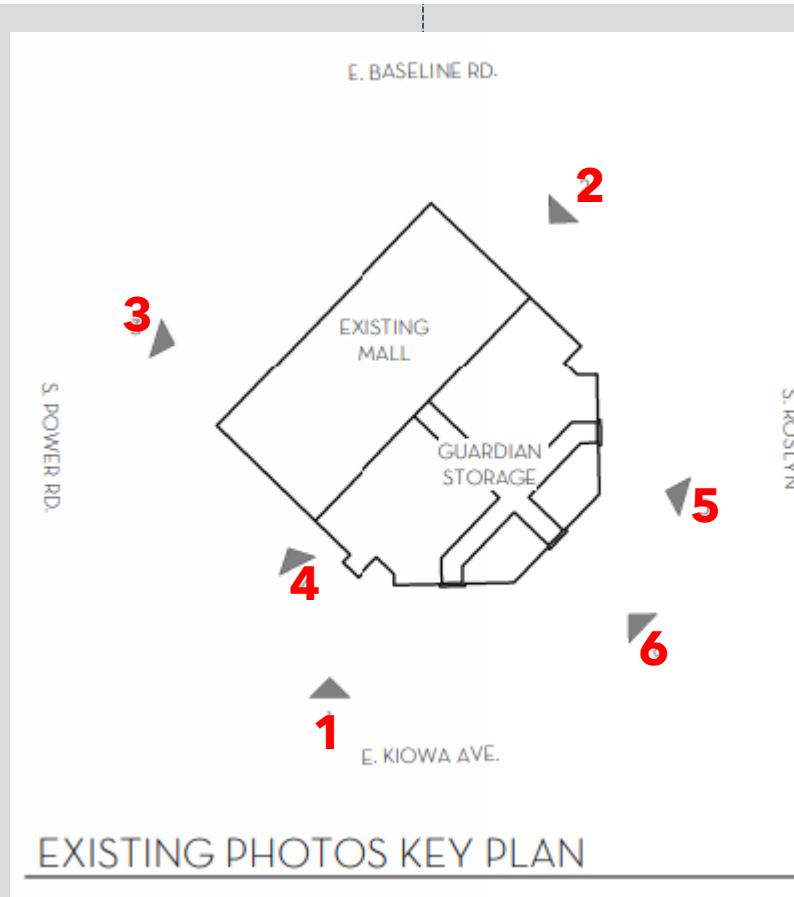 E. BASELINE RD.
2
3
EXISTING
MALL
S. POWER RD.
GUARDIAN
STORAGE
S. ROSLYN
5
4
6
1
E. KIOWA AVE.
EXISTING PHOTOS KEY PLAN